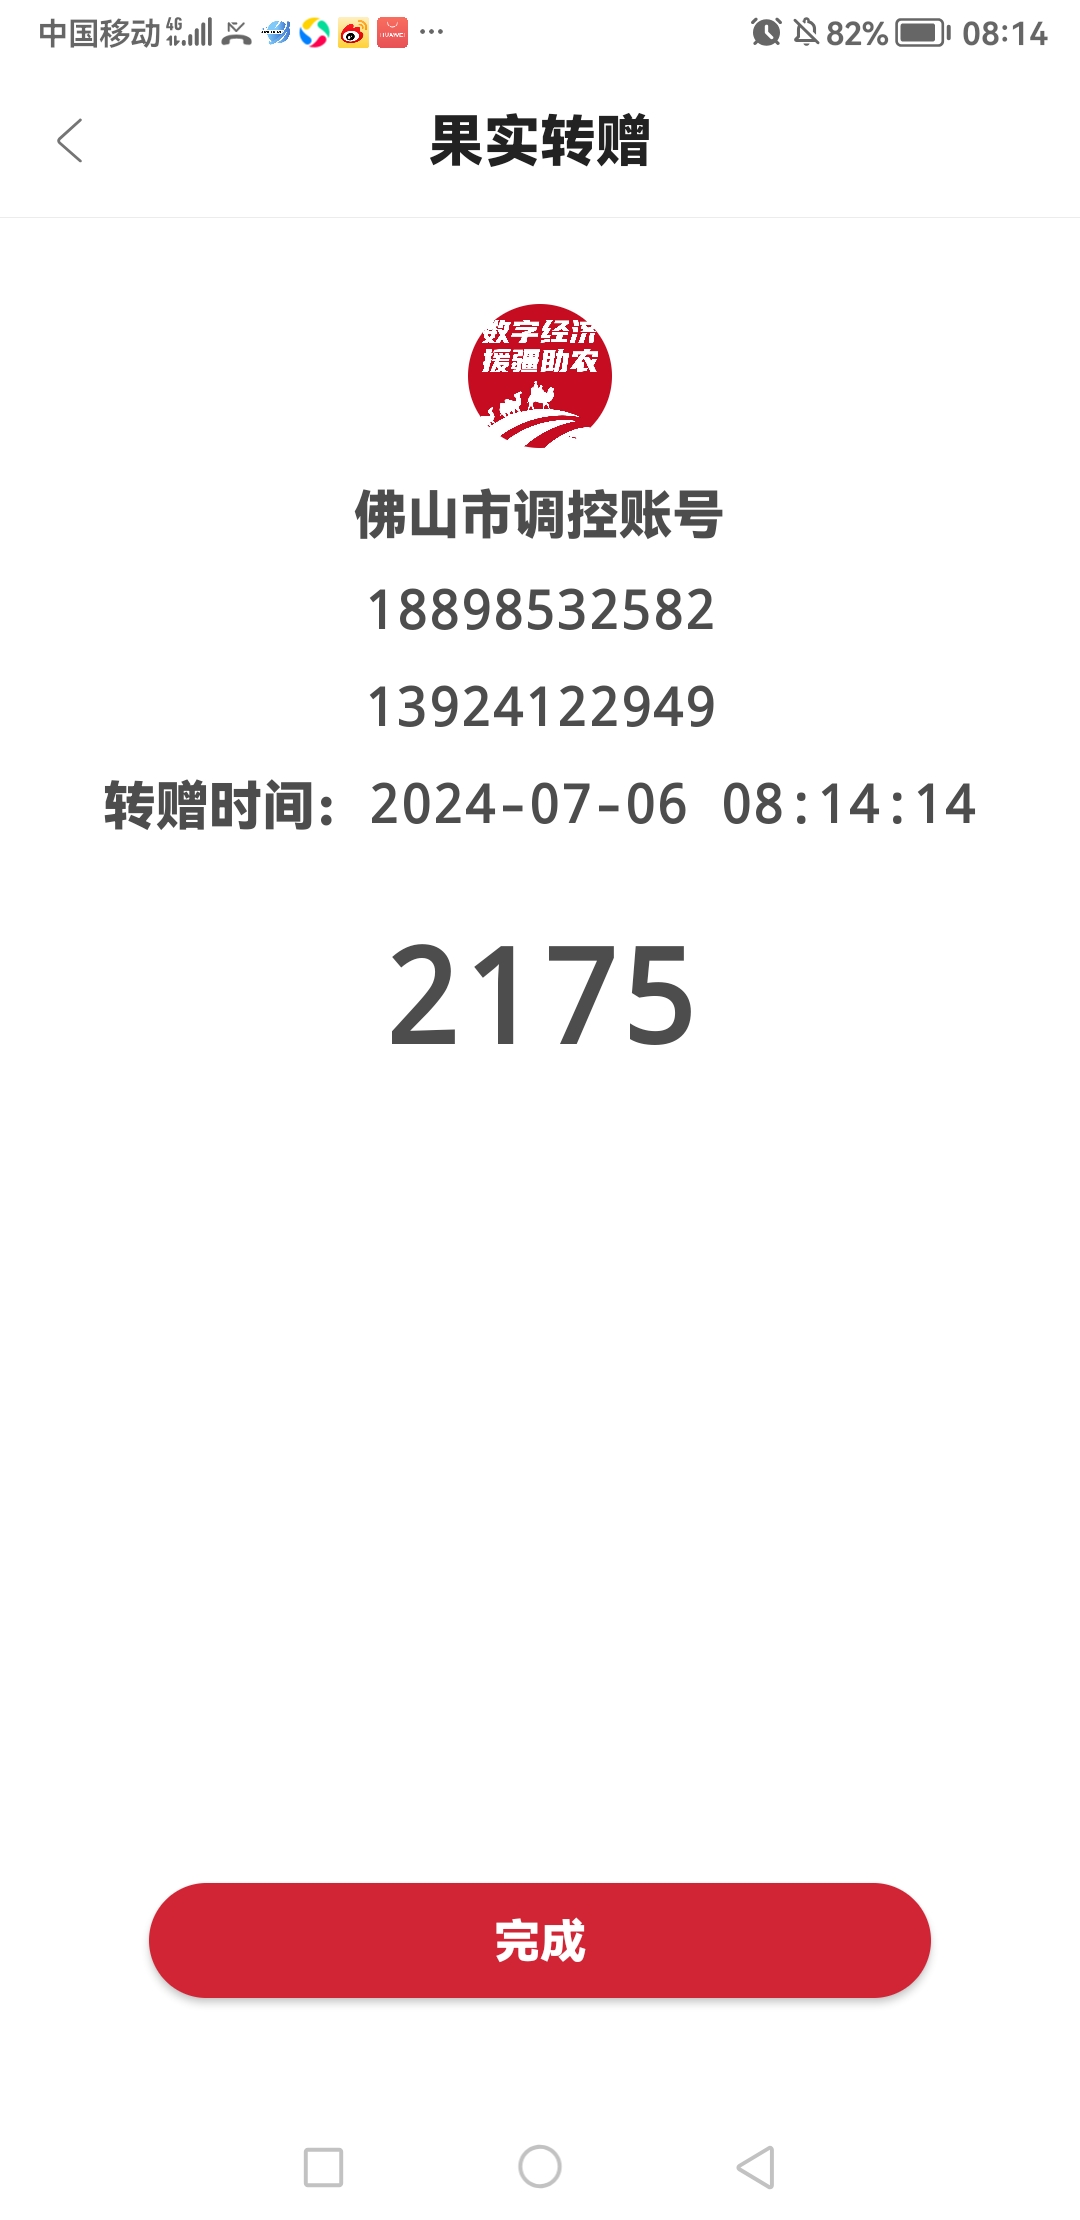 中国移动 4G 82% 08:14
果实转赠
数字经济
援疆助农
佛山市调控账号
18898532582
13924122949
转赠时间：2024-07-06 08:14:14
2175
完成